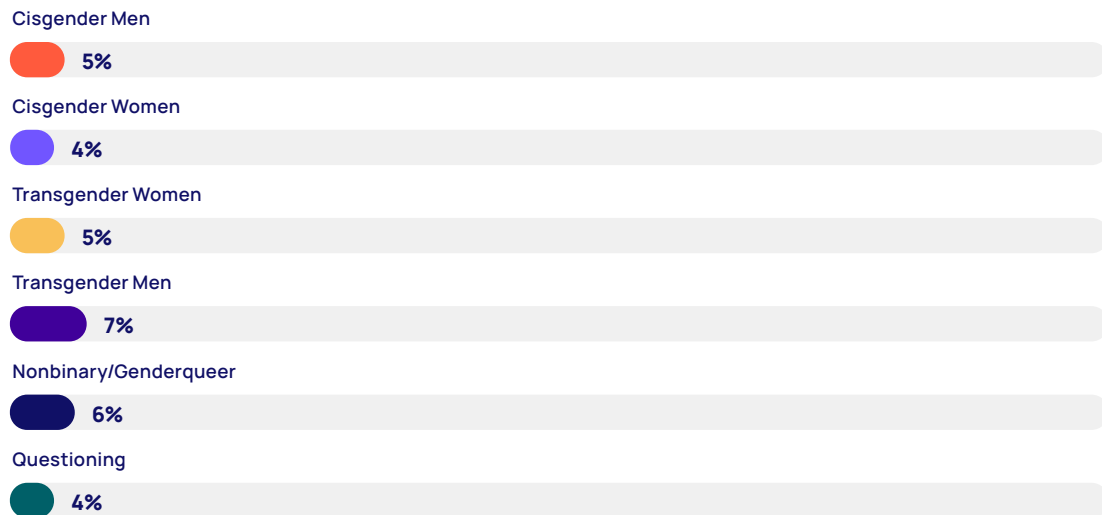 Cisgender Men
5%
Cisgender Women
4%
Transgender Women
5%
Transgender Men
7%
Nonbinary/Genderqueer
6%
Questioning
4%